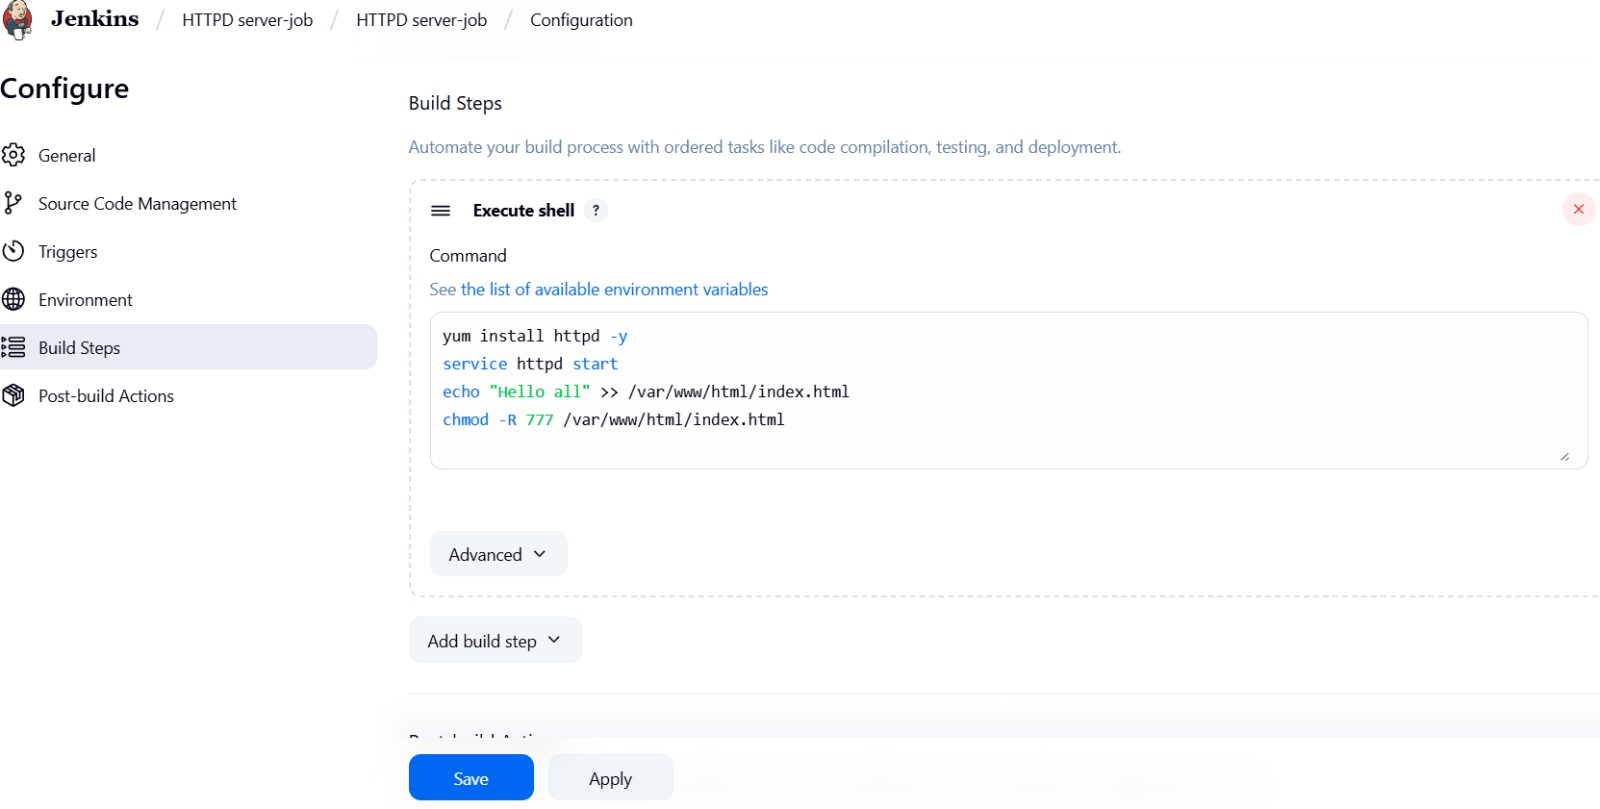 Jenkins / HTTPD server-job / HTTPD server-job / Configuration
Configure
General
Source Code Management
Triggers
Environment
Build Steps
Post-build Actions
Build Steps
Automate your build process with ordered tasks like code compilation, testing, and deployment.
Execute shell ?
Command
See the list of available environment variables
yum install httpd -y
service httpd start
echo "Hello all" >> /var/www/html/index.html
chmod -R 777 /var/www/html/index.html
Advanced
Add build step
Save
Apply